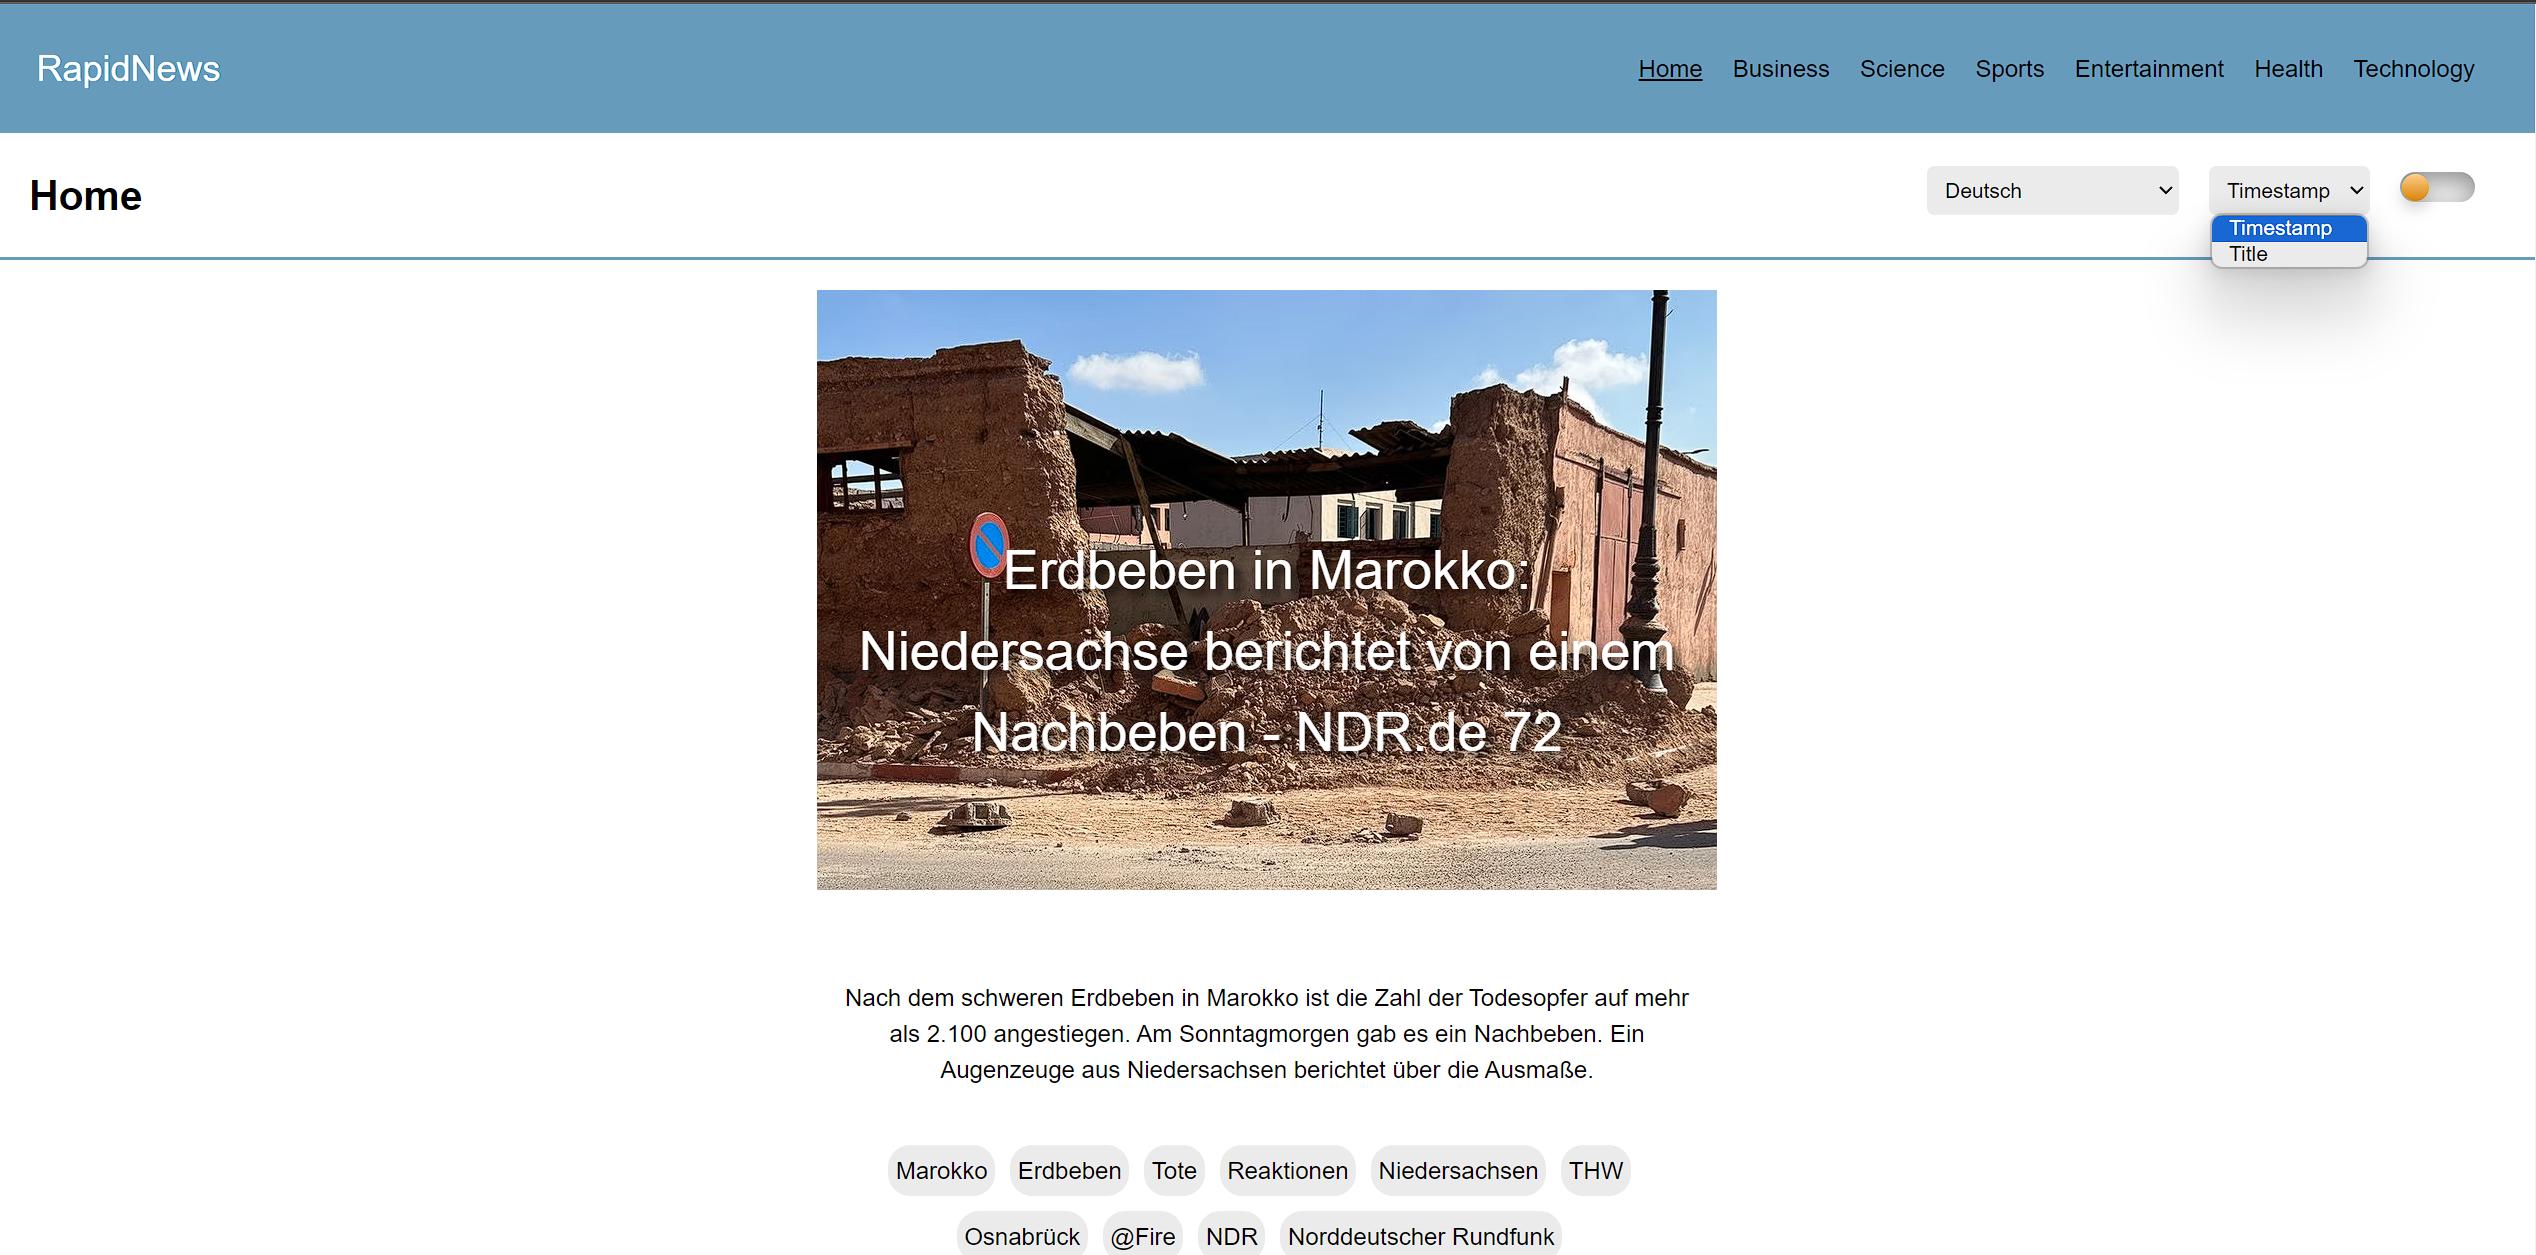 RapidNews
Home Business Science Sports Entertainment Health Technology
Home
Deutsch
Timestamp
Timestamp
Title
Erdbeben in Marokko:
Niedersachse berichtet von einem
Nachbeben - NDR.de 72
Nach dem schweren Erdbeben in Marokko ist die Zahl der Todesopfer auf mehr
als 2.100 angestiegen. Am Sonntagmorgen gab es ein Nachbeben. Ein
Augenzeuge aus Niedersachsen berichtet über die Ausmaße.
Marokko Erdbeben Tote Reaktionen Niedersachsen THW
Osnabrück @Fire NDR Norddeutscher Rundfunk